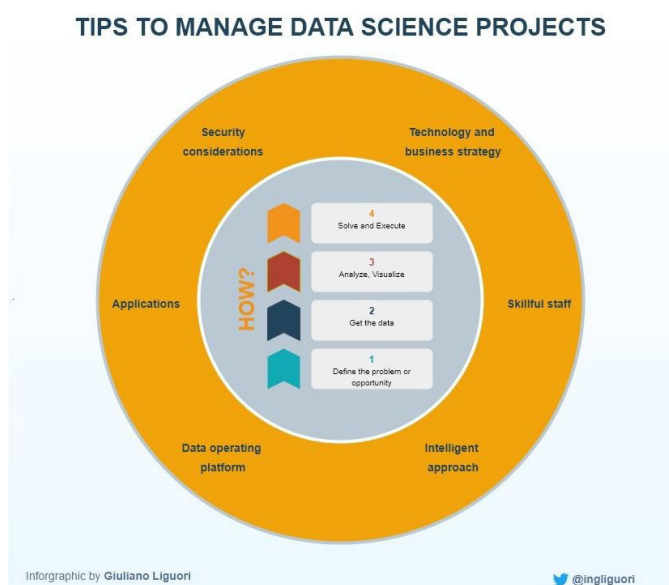 TIPS TO MANAGE DATA SCIENCE PROJECTS
Security
considerations
Technology and
business strategy
Applications
Skillful staff
Data operating
platform
Intelligent
approach
HOW?
4
Solve and Execute
3
Analyze, Visualize
2
Get the data
1
Define the problem or
opportunity
Inforgraphic by Giuliano Liguori
@ingliguori